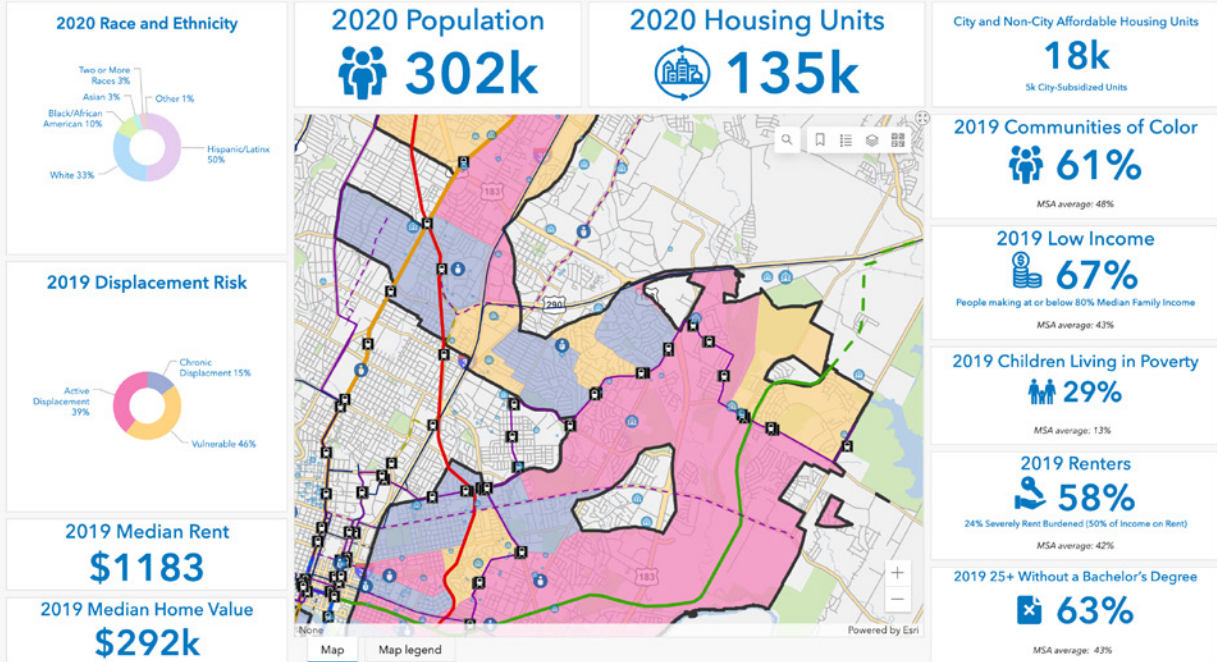 2020 Race and Ethnicity
Two or More
Races 3%
Asian 3%
Other 1%
Black/African
American 10%
Hispanic/Latinx
50%
White 33%
2019 Displacement Risk
Chronic
Displacment 15%
Active
Displacement
39%
Vulnerable 46%
2019 Median Rent
$1183
2019 Median Home Value
$292k
2020 Population
302k
2020 Housing Units
135k
183
290
183
None
Powered by Esri
Map
Map legend
City and Non-City Affordable Housing Units
18k
5k City-Subsidized Units
2019 Communities of Color
61%
MSA average: 48%
2019 Low Income
67%
People making at or below 80% Median Family Income
MSA average: 43%
2019 Children Living in Poverty
29%
MSA average: 13%
2019 Renters
58%
24% Severely Rent Burdened (50% of Income on Rent)
MSA average: 42%
2019 25+ Without a Bachelor's Degree
63%
MSA average: 43%